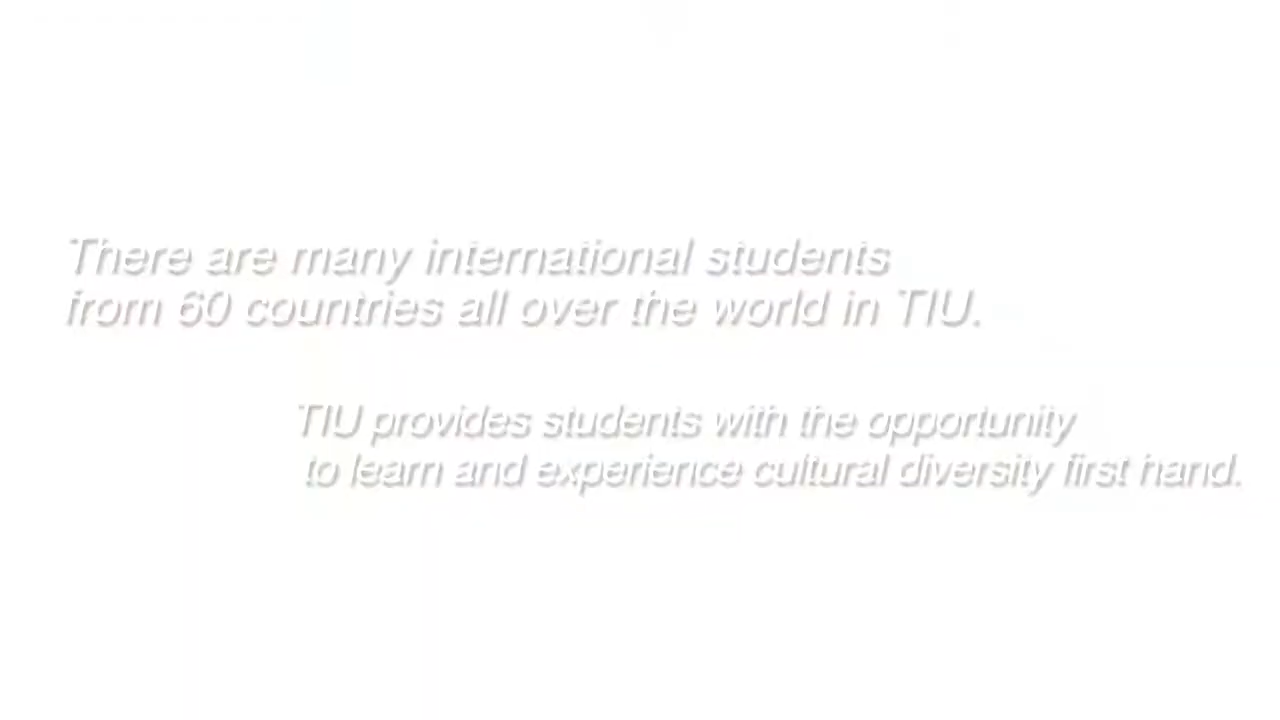 There are many international students
from 60 countries all over the world in TIU.
TIU provides students with the opportunity
to learn and experience cultural diversity first hand.